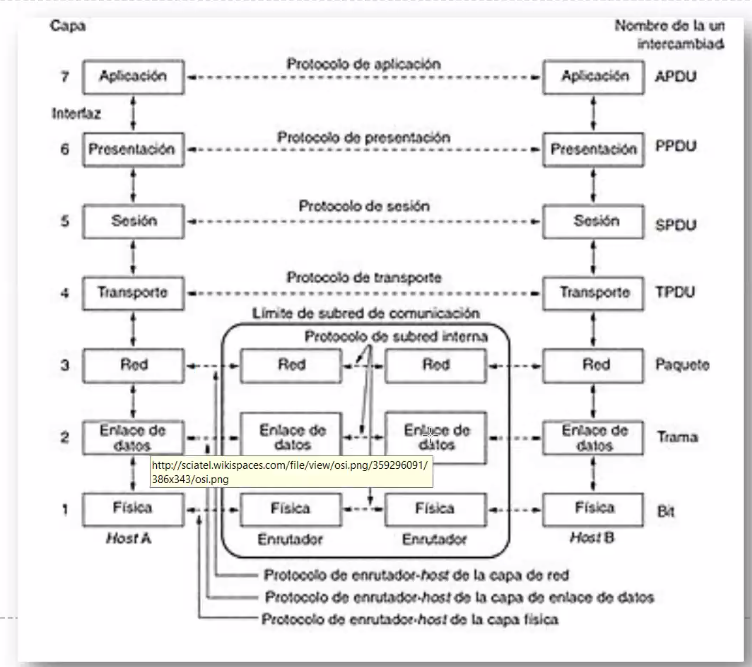 Capa
Nombre de la un
intercambiad
Protocolo de aplicación
7 Aplicación Aplicación APDU
Interfaz
Protocolo de presentación
6 Presentación Presentación PPDU
Protocolo de sesión
5 Sesión Sesión SPDU
Protocolo de transporte
4 Transporte Transporte TPDU
Límite de subred de comunicación
Protocolo de subred interna
3 Red Red Red Red Paquete
2 Enlace de datos Enlace de datos Enlace de datos Enlace de datos Trama
http://sciatel.wikispaces.com/file/view/osi.png/359296091/
386x343/osi.png
1 Física Física Física Física Bit
Host A Enrutador Enrutador Host B
Protocolo de enrutador-host de la capa de red
Protocolo de enrutador-host de la capa de enlace de datos
Protocolo de enrutador-host de la capa física